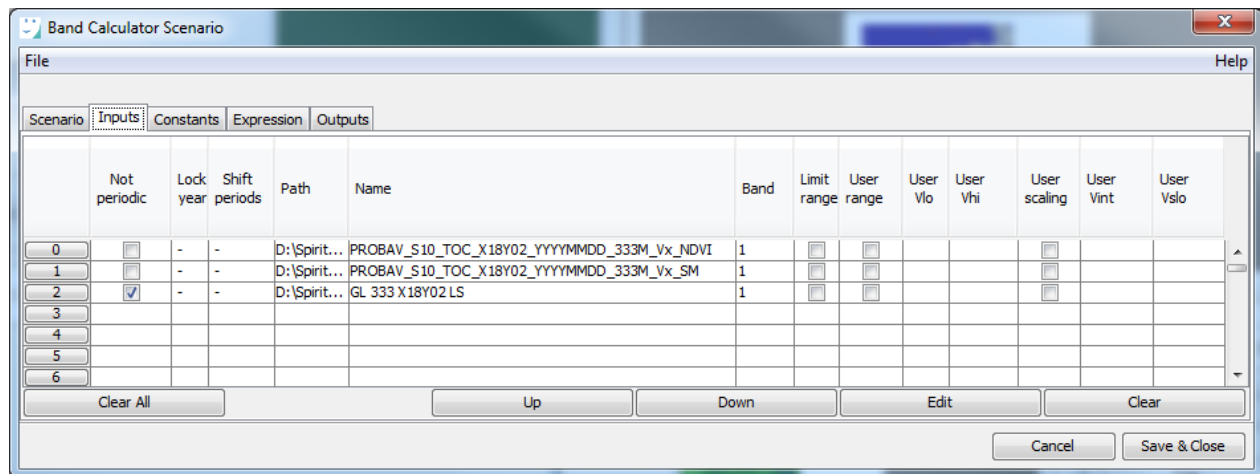 Band Calculator Scenario
File Help
Scenario Inputs Constants Expression Outputs
Not periodic Lock year Shift periods Path Name Band Limit range User range User Vlo User Vhi User scaling User Vint User Vslo
0 - - D:\Spirit... PROBAV_S10_TOC_X18Y02_YYYYMMDD_333M_Vx_NDVI 1
1 - - D:\Spirit... PROBAV_S10_TOC_X18Y02_YYYYMMDD_333M_Vx_SM 1
2 - - D:\Spirit... GL 333 X18Y02 LS 1
3
4
5
6
Clear All Up Down Edit Clear
Cancel Save & Close